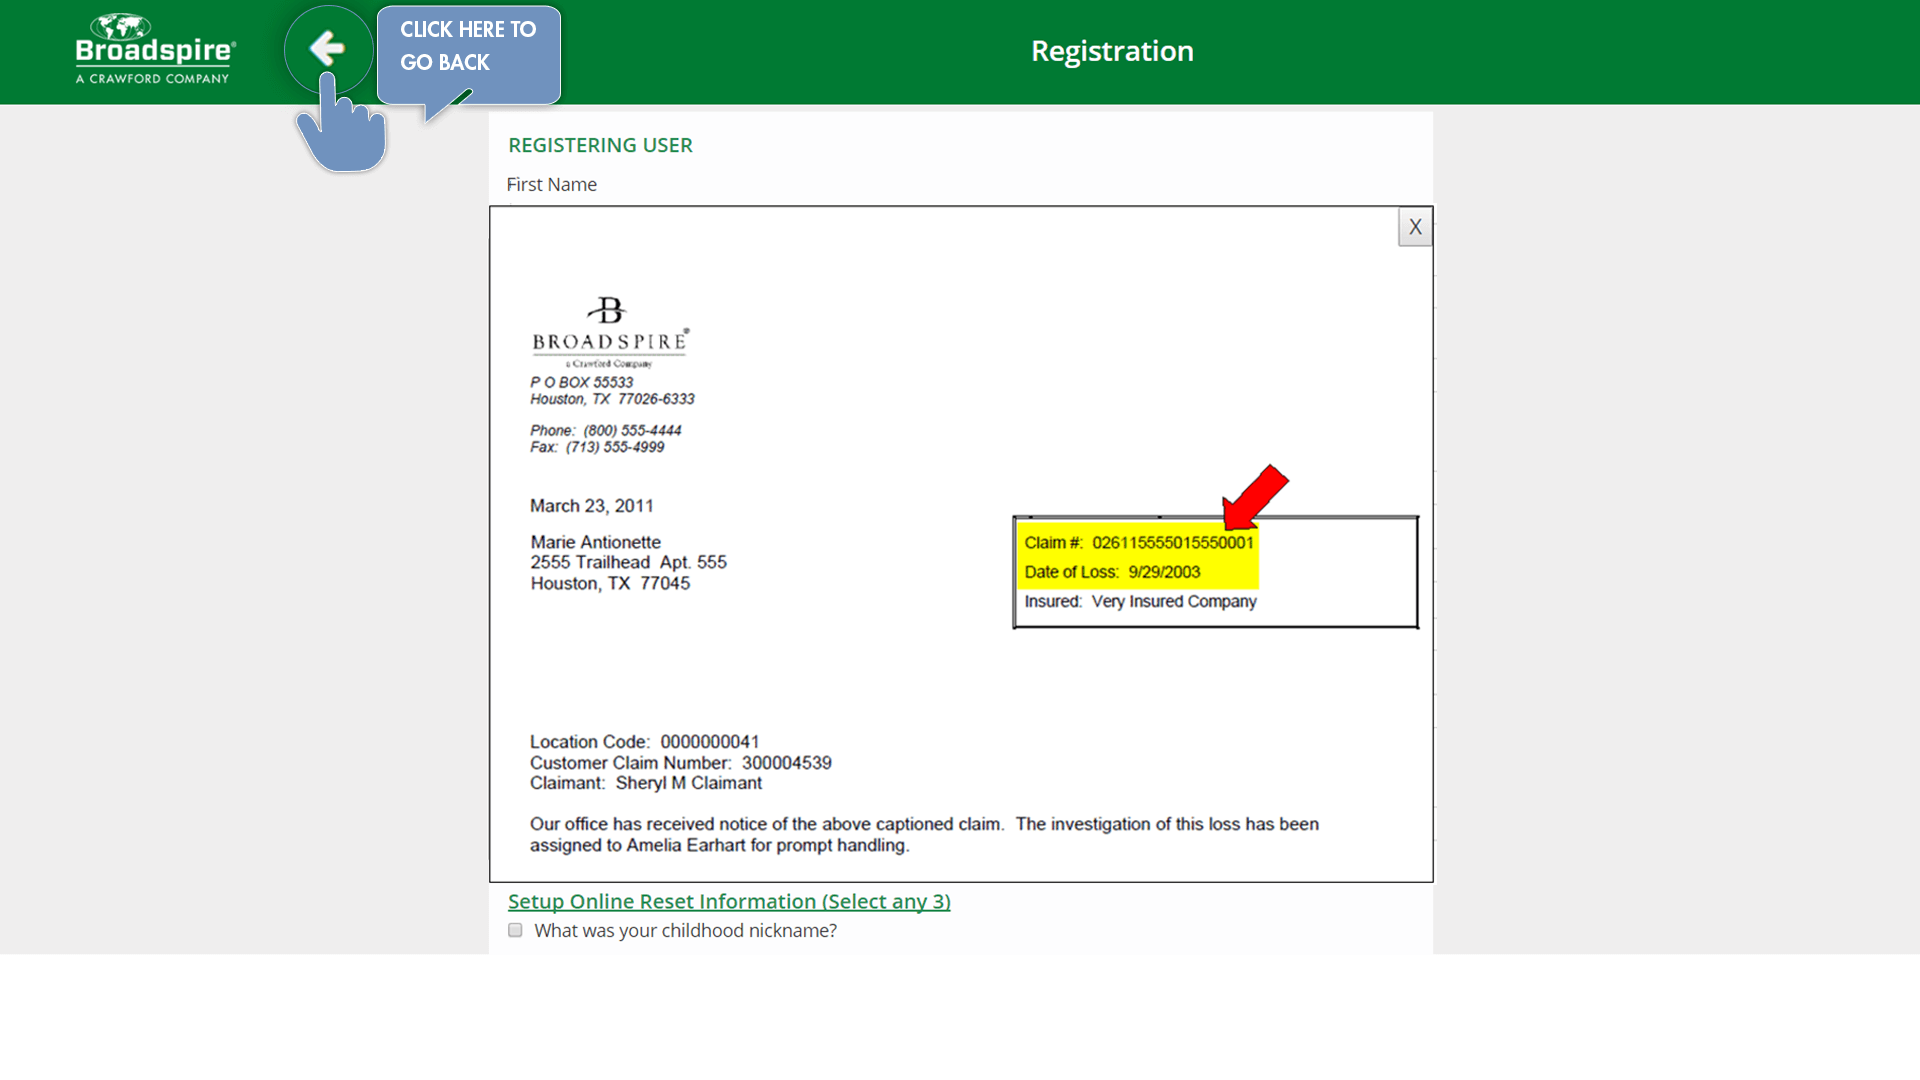 Broadspire®
A CRAWFORD COMPANY
CLICK HERE TO
GO BACK
Registration
REGISTERING USER
First Name
X
B
BROADSPIRE®
a Crawford Company
P O BOX 55533
Houston, TX 77026-6333
Phone: (800) 555-4444
Fax: (713) 555-4999
March 23, 2011
Marie Antionette
2555 Trailhead Apt. 555
Houston, TX 77045
Claim #: 026115555015550001
Date of Loss: 9/29/2003
Insured: Very Insured Company
Location Code: 0000000041
Customer Claim Number: 300004539
Claimant: Sheryl M Claimant
Our office has received notice of the above captioned claim. The investigation of this loss has been
assigned to Amelia Earhart for prompt handling.
Setup Online Reset Information (Select any 3)
What was your childhood nickname?